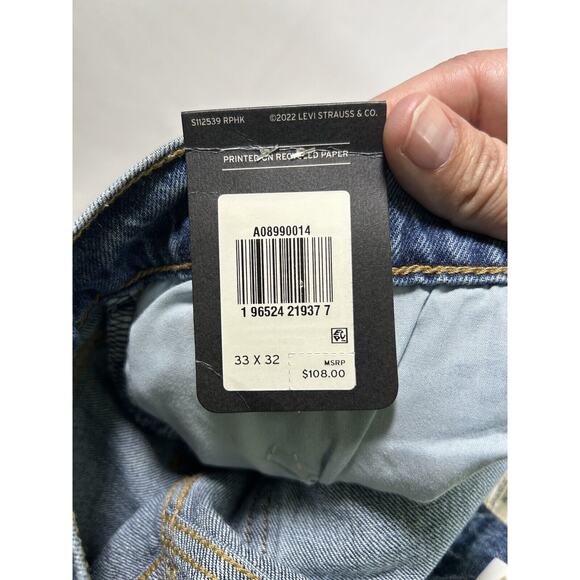 S112539 RPHK ©2022 LEVI STRAUSS & CO.
PRINTED ON RECYCLED PAPER
A08990014
1 96524 21937 7
33 X 32
MSRP
$108.00